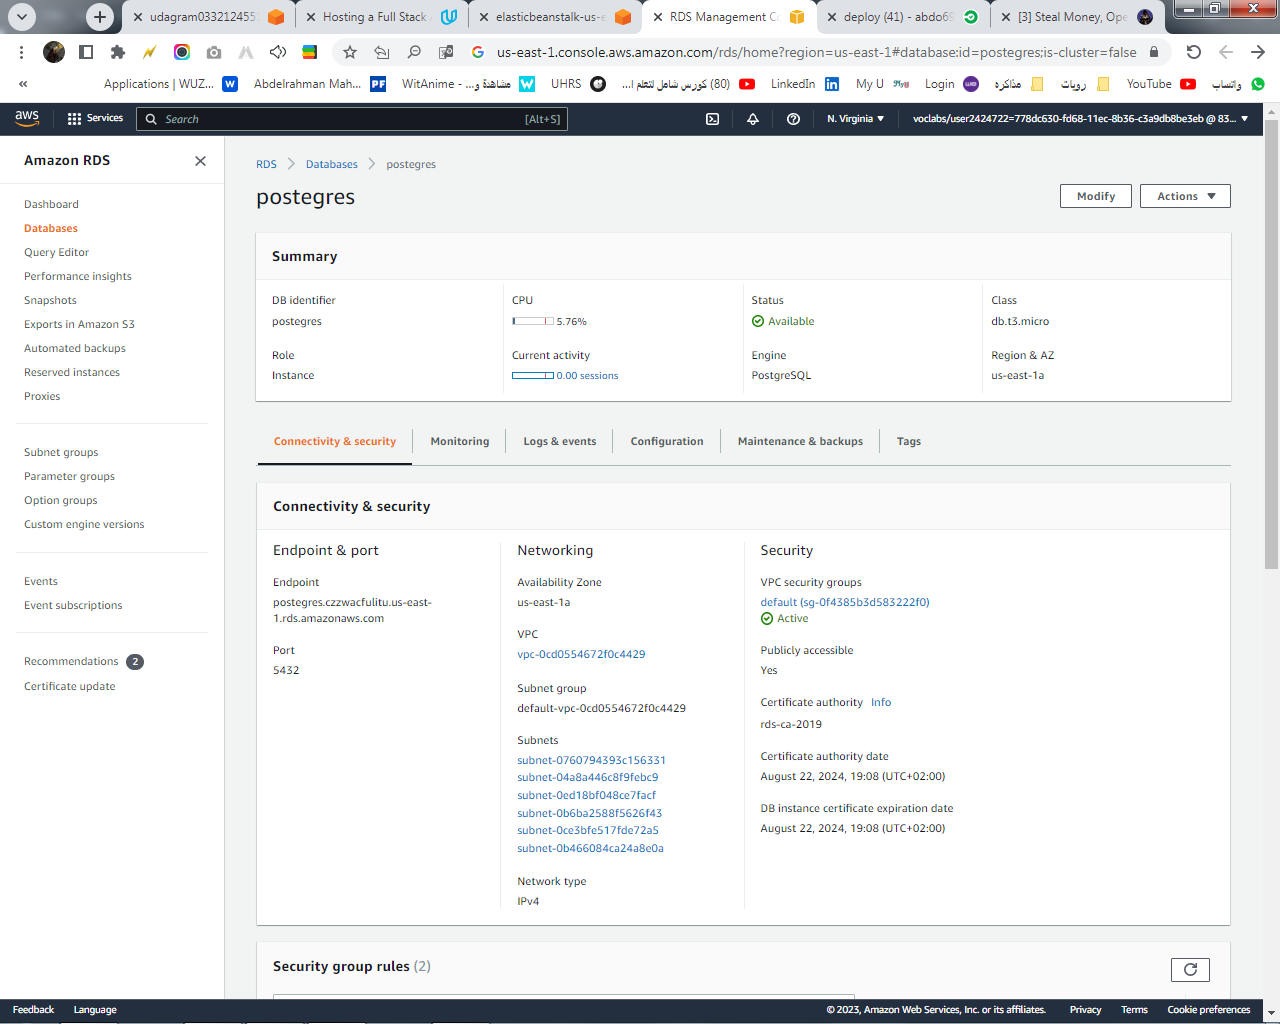 udagram033212455
Hosting a Full Stack
elasticbeanstalk-us-e
RDS Management Co
deploy (41) - abdo69
[3] Steal Money, Ope
us-east-1.console.aws.amazon.com/rds/home?region=us-east-1#database:id=postegres;is-cluster=false
Applications | WUZ...
Abdelrahman Mah...
WitAnime - مشاهدة و...
UHRS
(80) كورس شامل لتعلم ا...
LinkedIn
My U
Login
مذاكره
رويات
YouTube
واتساب
aws
Services
Search
[Alt+S]
N. Virginia
voclabs/user2424722=778dc630-fd68-11ec-8b36-c3a9db8be3eb @ 83...
Amazon RDS
Dashboard
Databases
Query Editor
Performance insights
Snapshots
Exports in Amazon S3
Automated backups
Reserved instances
Proxies
Subnet groups
Parameter groups
Option groups
Custom engine versions
Events
Event subscriptions
Recommendations 2
Certificate update
RDS
Databases
postegres
postegres
Modify
Actions
Summary
DB identifier
postegres
CPU
5.76%
Status
Available
Class
db.t3.micro
Role
Instance
Current activity
0.00 sessions
Engine
PostgreSQL
Region & AZ
us-east-1a
Connectivity & security
Monitoring
Logs & events
Configuration
Maintenance & backups
Tags
Connectivity & security
Endpoint & port
Endpoint
postegres.czzwacfulitu.us-east-
1.rds.amazonaws.com
Port
5432
Networking
Availability Zone
us-east-1a
VPC
vpc-0cd0554672f0c4429
Subnet group
default-vpc-0cd0554672f0c4429
Subnets
subnet-0760794393c156331
subnet-04a8a446c8f9febc9
subnet-0ed18bf048ce7facf
subnet-0b6ba2588f5626f43
subnet-0ce3bfe517fde72a5
subnet-0b466084ca24a8e0a
Network type
IPv4
Security
VPC security groups
default (sg-0f4385b3d583222f0)
Active
Publicly accessible
Yes
Certificate authority Info
rds-ca-2019
Certificate authority date
August 22, 2024, 19:08 (UTC+02:00)
DB instance certificate expiration date
August 22, 2024, 19:08 (UTC+02:00)
Security group rules (2)
Feedback
Language
© 2023, Amazon Web Services, Inc. or its affiliates.
Privacy
Terms
Cookie preferences